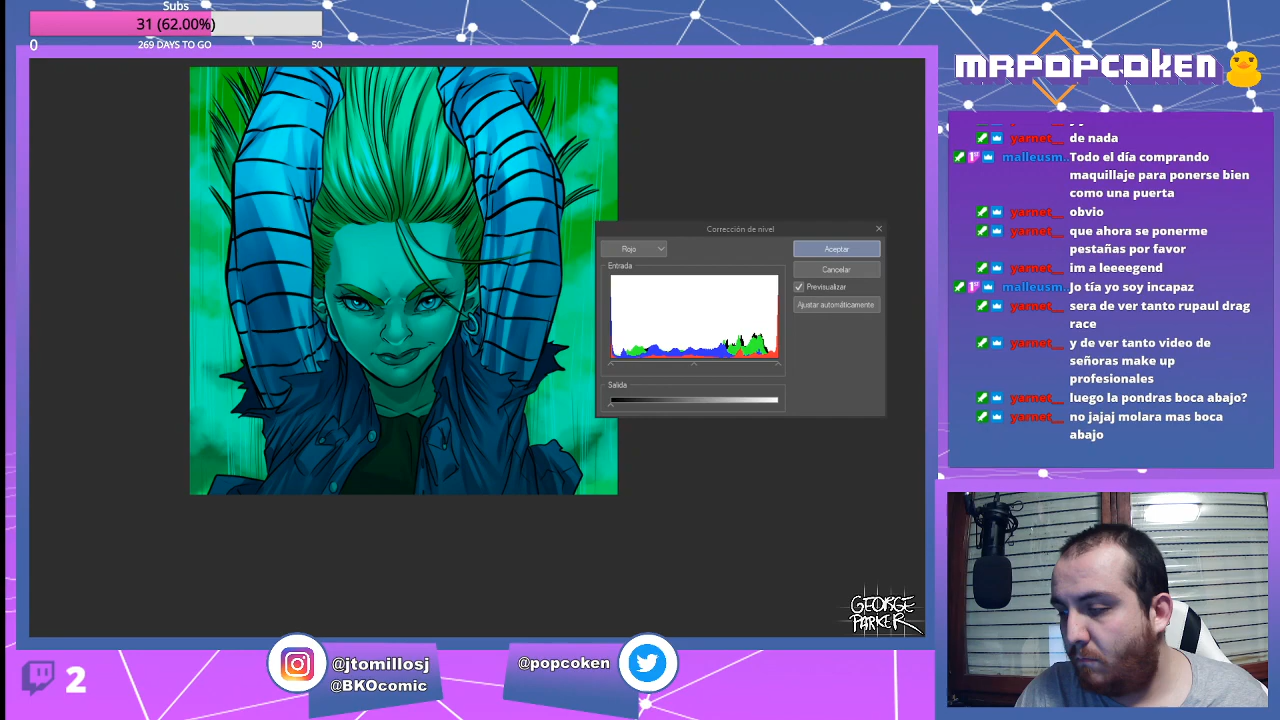 Subs
31 (62.00%)
0
269 DAYS TO GO
50
MRPOPCOKEN
yarnet__ de nada
malleusm.. Todo el día comprando
maquillaje para ponerse bien
como una puerta
yarnet__ obvio
yarnet__ que ahora se ponerme
pestañas por favor
yarnet__ im a leeeegend
malleusm.. Jo tía yo soy incapaz
yarnet__ sera de ver tanto rupaul drag
race
yarnet__ y de ver tanto video de
señoras make up
profesionales
yarnet__ luego la pondras boca abajo?
yarnet__ no jajaj molara mas boca
abajo
Corrección de nivel
Rojo
Aceptar
Entrada
Cancelar
Previsualizar
Ajustar automáticamente
Salida
GEORGE
PARKER
2
@jtomillosj
@BKOcomic
@popcoken